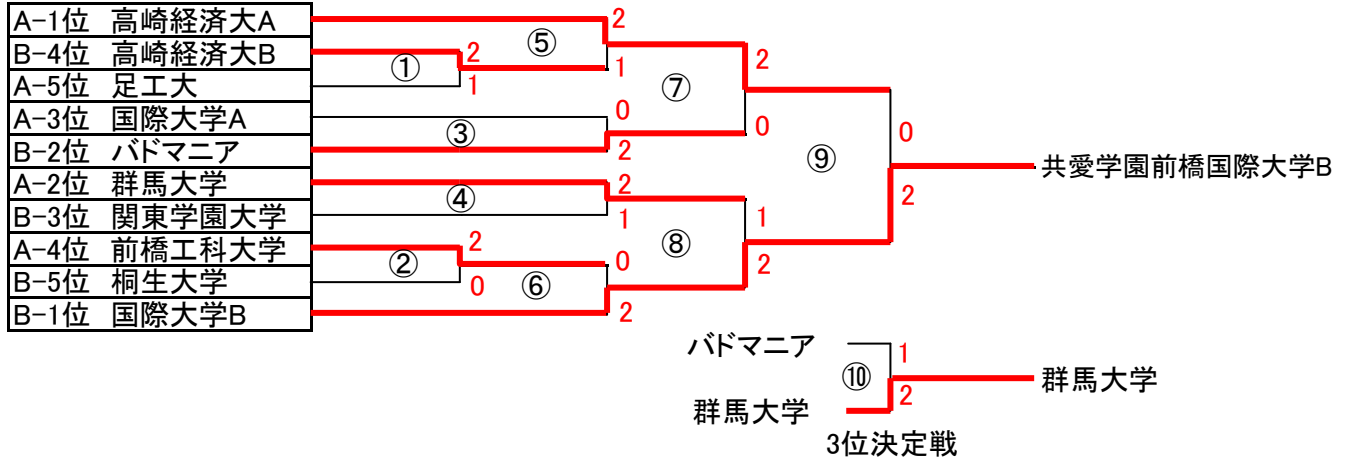 A-1位 高崎経済大A
B-4位 高崎経済大B
A-5位 足工大
A-3位 国際大学A
B-2位 バドマニア
A-2位 群馬大学
B-3位 関東学園大学
A-4位 前橋工科大学
B-5位 桐生大学
B-1位 国際大学B
① 2 1
⑤ 2 1
③ 0 2
④ 2 1
② 2 0
⑥ 0 2
⑦ 2 0
⑧ 1 2
⑨ 0 2
共愛学園前橋国際大学B
バドマニア 1
⑩
群馬大学 2
群馬大学
3位決定戦